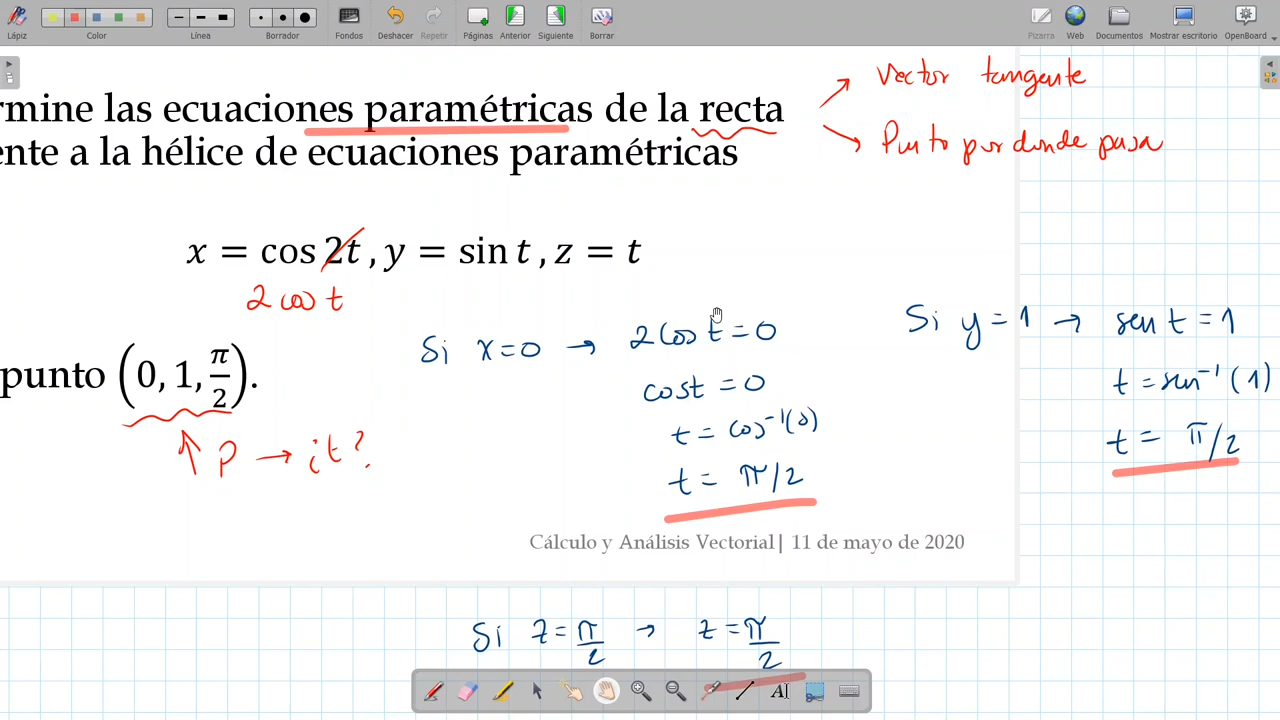 Lápiz Color Línea Borrador Fondos Deshacer Repetir Páginas Anterior Siguiente Borrar Pizarra Web Documentos Mostrar escritorio OpenBoard
rmine las ecuaciones paramétricas de la recta
ente a la hélice de ecuaciones paramétricas
Vector tangente
Punto por donde pasa
x = cos 2t , y = sin t , z = t
2 cos t
punto (0, 1, π/2).
↑ P → ¿t?
Si x=0 → 2 cos t = 0
cos t = 0
t = cos⁻¹(0)
t = π/2
Si y=1 → sen t = 1
t = sen⁻¹(1)
t = π/2
Cálculo y Análisis Vectorial| 11 de mayo de 2020
Si z = π/2 → z = π/2